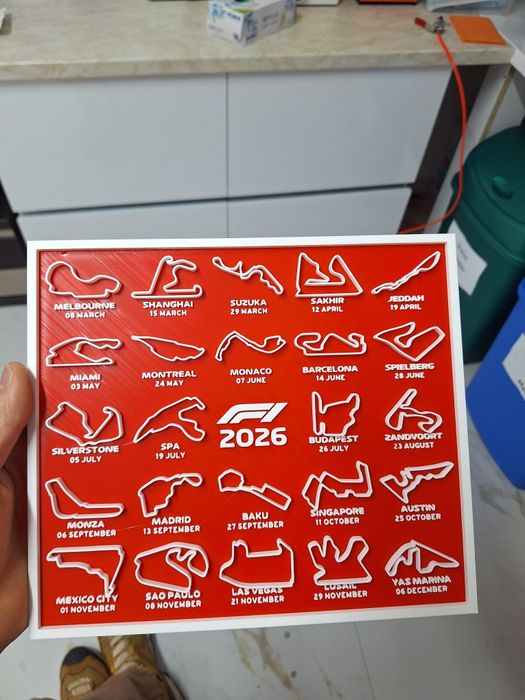 MELBOURNE
08 MARCH
SHANGHAI
15 MARCH
SUZUKA
29 MARCH
SAKHIR
12 APRIL
JEDDAH
19 APRIL
MIAMI
03 MAY
MONTREAL
24 MAY
MONACO
07 JUNE
BARCELONA
14 JUNE
SPIELBERG
28 JUNE
SILVERSTONE
05 JULY
SPA
19 JULY
F1
2026
BUDAPEST
26 JULY
ZANDVOORT
23 AUGUST
MONZA
06 SEPTEMBER
MADRID
13 SEPTEMBER
BAKU
27 SEPTEMBER
SINGAPORE
11 OCTOBER
AUSTIN
25 OCTOBER
MEXICO CITY
01 NOVEMBER
SAO PAULO
08 NOVEMBER
LAS VEGAS
21 NOVEMBER
LUSAIL
29 NOVEMBER
YAS MARINA
06 DECEMBER